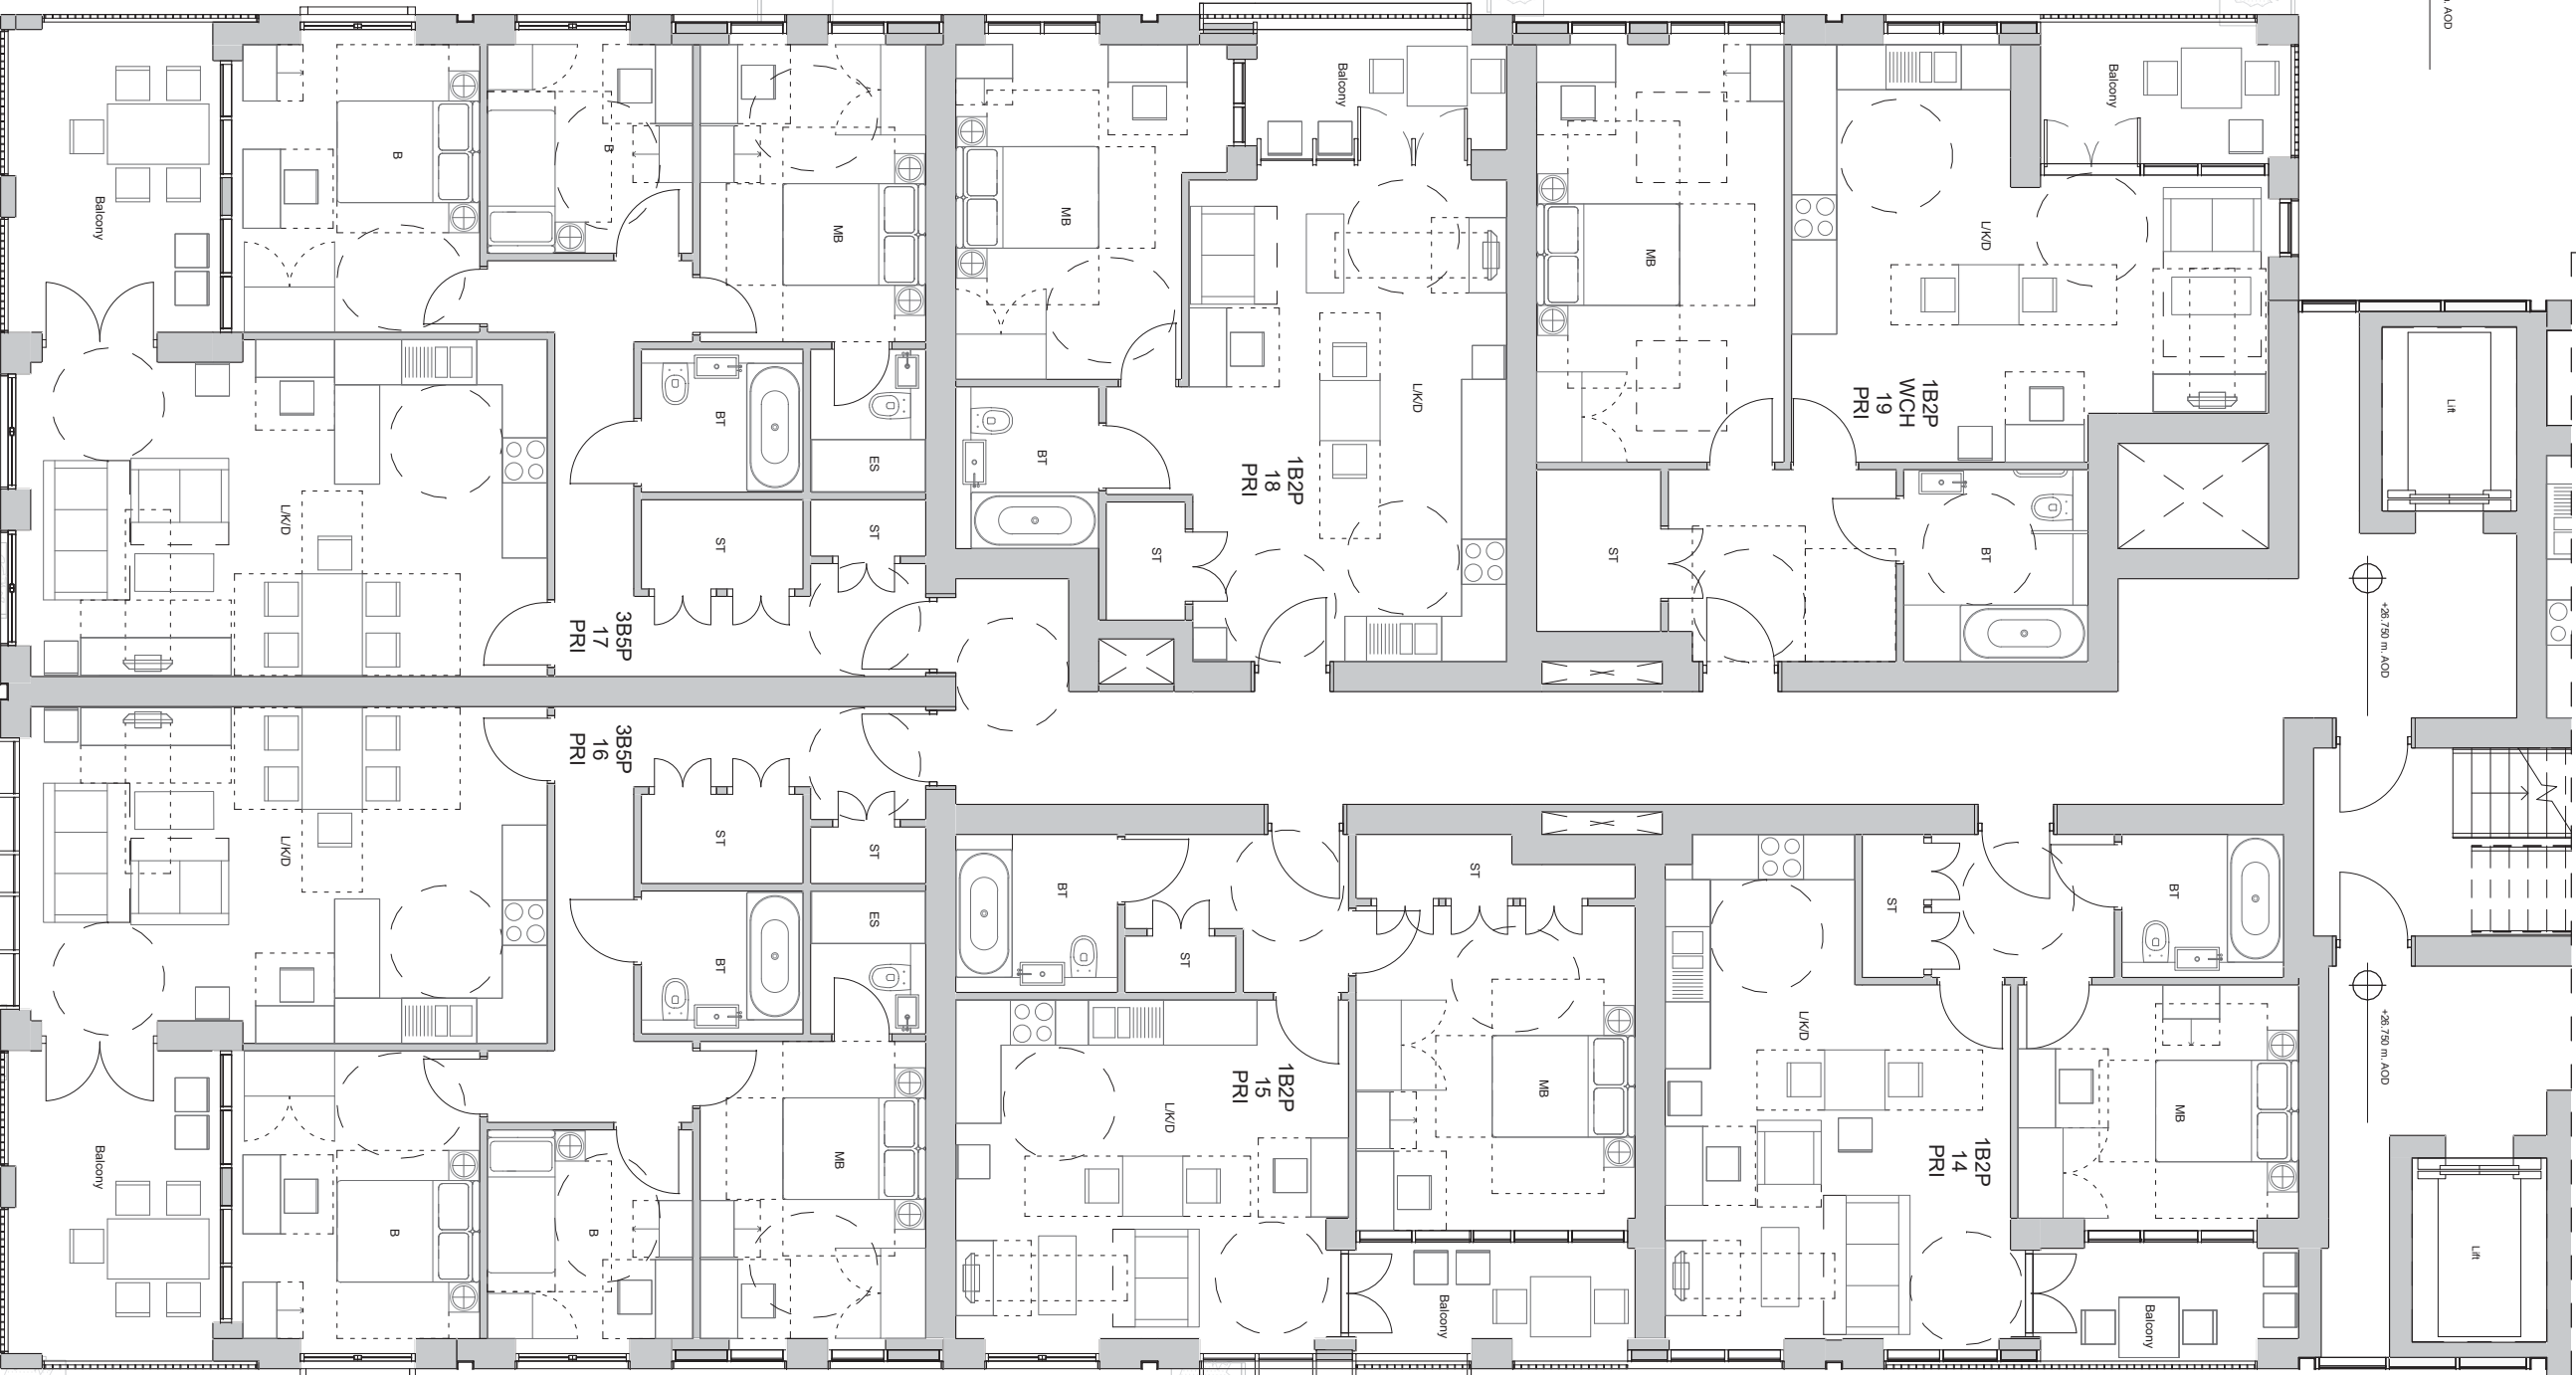 m. AOD
Balcony
B
B
MB
MB
Balcony
MB
L/K/D
Balcony
Balcony
L/K/D
BT
ES
ST
ST
3B5P
17
PRI
BT
ST
L/K/D
1B2P
18
PRI
ST
BT
1B2P
WCH
19
PRI
Lift
+26.750 m. AOD
L/K/D
3B5P
16
PRI
ST
ST
BT
ES
BT
ST
ST
ST
BT
Balcony
B
B
MB
L/K/D
1B2P
15
PRI
MB
Balcony
L/K/D
1B2P
14
PRI
MB
Balcony
+26.750 m. AOD
Lift